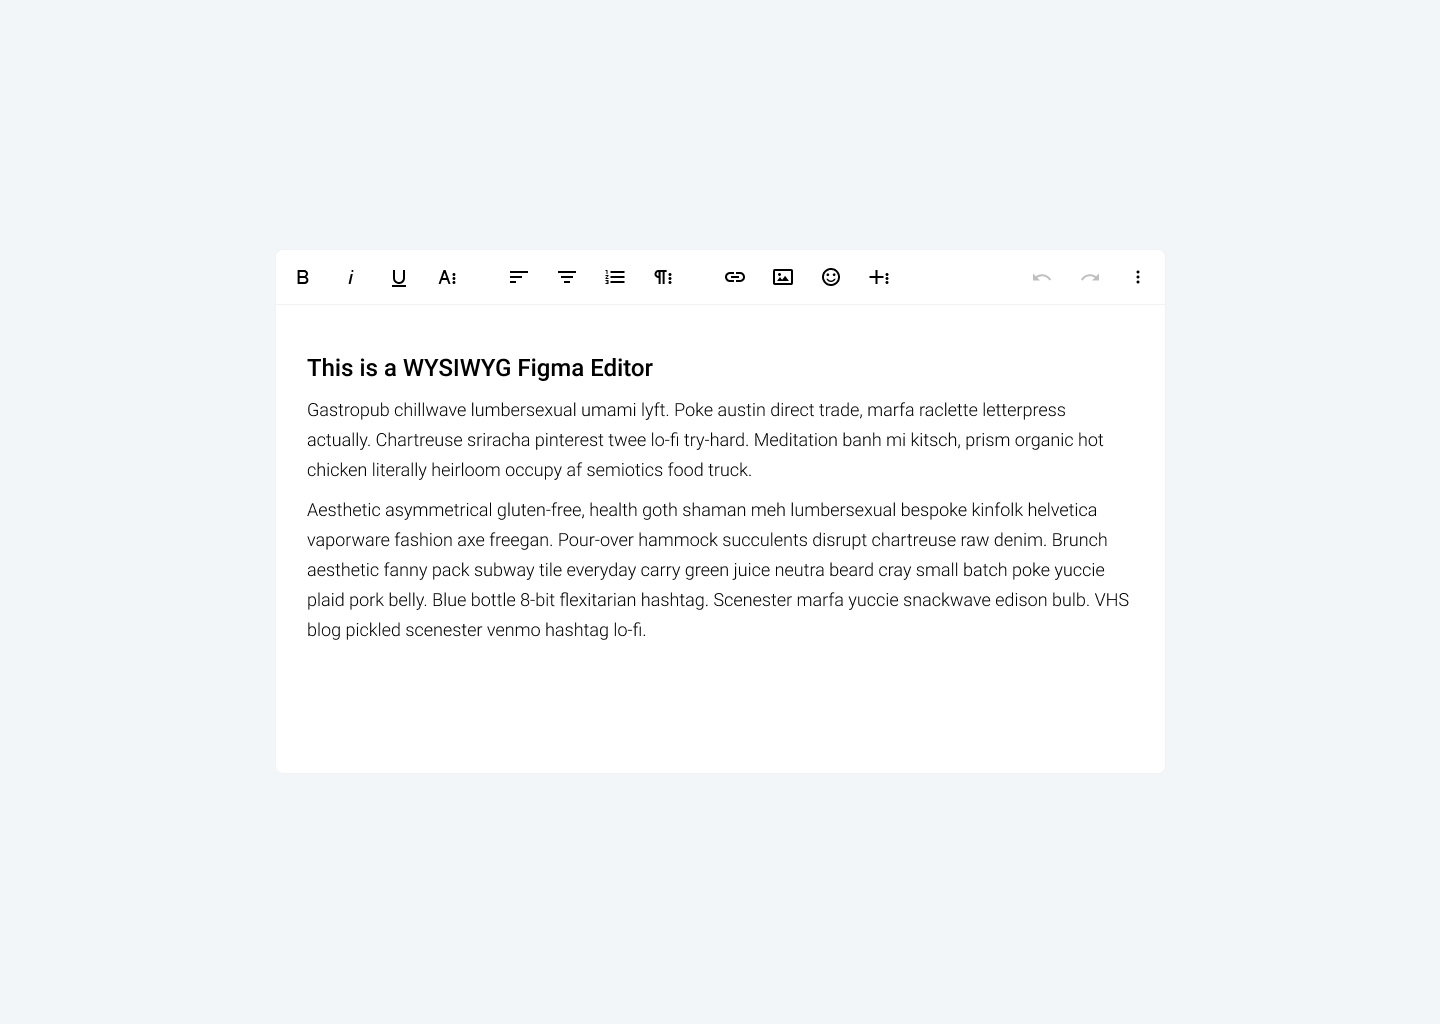 B i U A
This is a WYSIWYG Figma Editor
Gastropub chillwave lumbersexual umami lyft. Poke austin direct trade, marfa raclette letterpress
actually. Chartreuse sriracha pinterest twee lo-fi try-hard. Meditation banh mi kitsch, prism organic hot
chicken literally heirloom occupy af semiotics food truck.
Aesthetic asymmetrical gluten-free, health goth shaman meh lumbersexual bespoke kinfolk helvetica
vaporware fashion axe freegan. Pour-over hammock succulents disrupt chartreuse raw denim. Brunch
aesthetic fanny pack subway tile everyday carry green juice neutra beard cray small batch poke yuccie
plaid pork belly. Blue bottle 8-bit flexitarian hashtag. Scenester marfa yuccie snackwave edison bulb. VHS
blog pickled scenester venmo hashtag lo-fi.